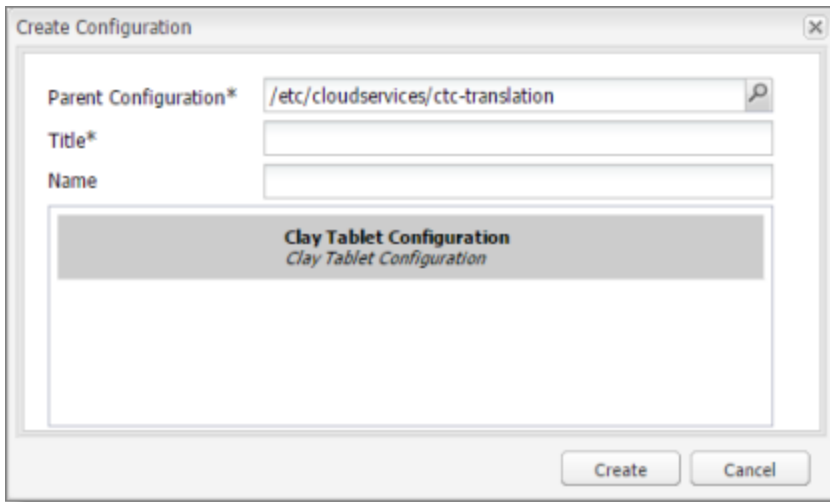 Create Configuration
Parent Configuration* /etc/cloudservices/ctc-translation
Title*
Name
Clay Tablet Configuration
Clay Tablet Configuration
Create Cancel